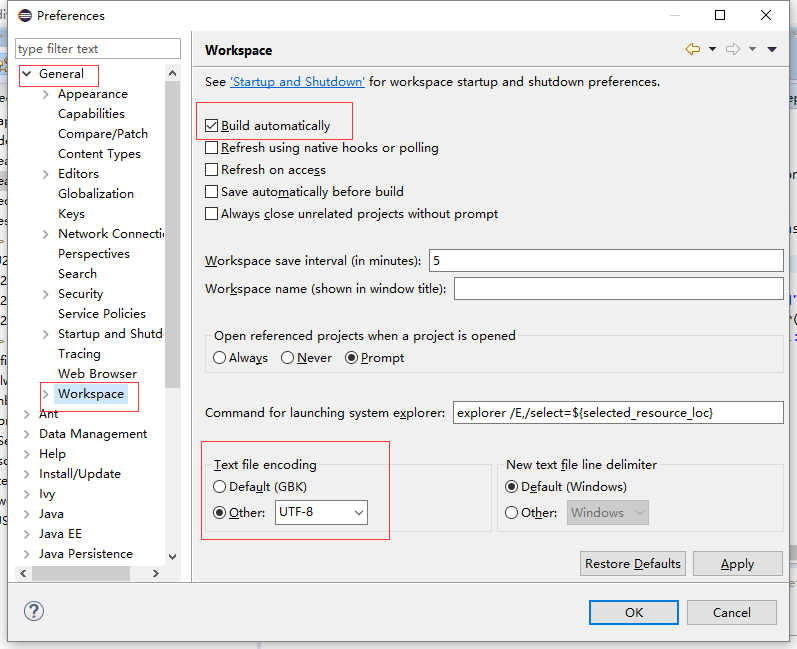 Preferences
type filter text
General
Appearance
Capabilities
Compare/Patch
Content Types
Editors
Globalization
Keys
Network Connecti
Perspectives
Search
Security
Service Policies
Startup and Shutd
Tracing
Web Browser
Workspace
Ant
Data Management
Help
Install/Update
Ivy
Java
Java EE
Java Persistence
Workspace
See 'Startup and Shutdown' for workspace startup and shutdown preferences.
Build automatically
Refresh using native hooks or polling
Refresh on access
Save automatically before build
Always close unrelated projects without prompt
Workspace save interval (in minutes): 5
Workspace name (shown in window title):
Open referenced projects when a project is opened
Always Never Prompt
Command for launching system explorer: explorer /E,/select=${selected_resource_loc}
Text file encoding
Default (GBK)
Other: UTF-8
New text file line delimiter
Default (Windows)
Other: Windows
Restore Defaults Apply
? OK Cancel